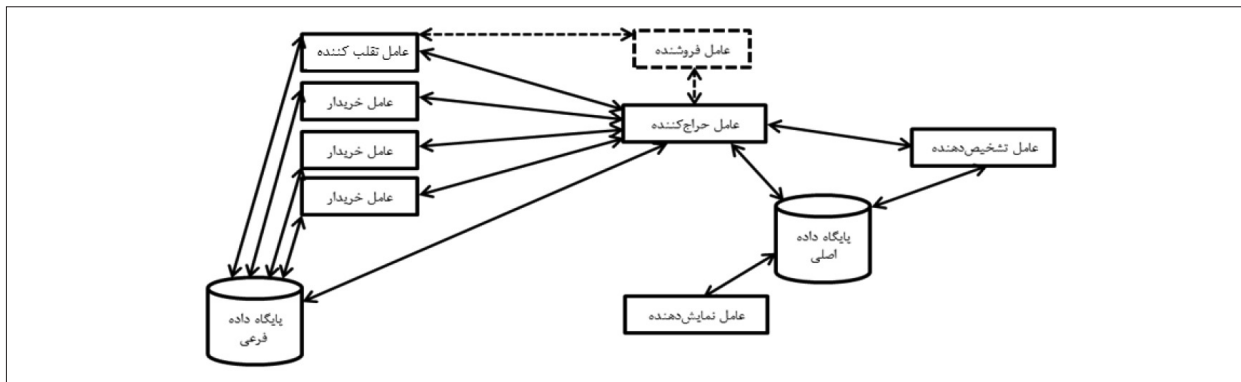 عامل تقلب کننده
عامل فروشنده
عامل خریدار
عامل حراج‌کننده
عامل خریدار
عامل تشخیص‌دهنده
عامل خریدار
پایگاه داده
اصلی
عامل نمایش‌دهنده
پایگاه داده
فرعی